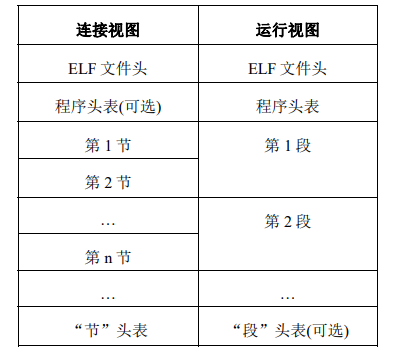 连接视图 运行视图
ELF 文件头 ELF 文件头
程序头表(可选) 程序头表
第 1 节 第 1 段
第 2 节
… 第 2 段
第 n 节
… …
“节”头表 “段”头表(可选)